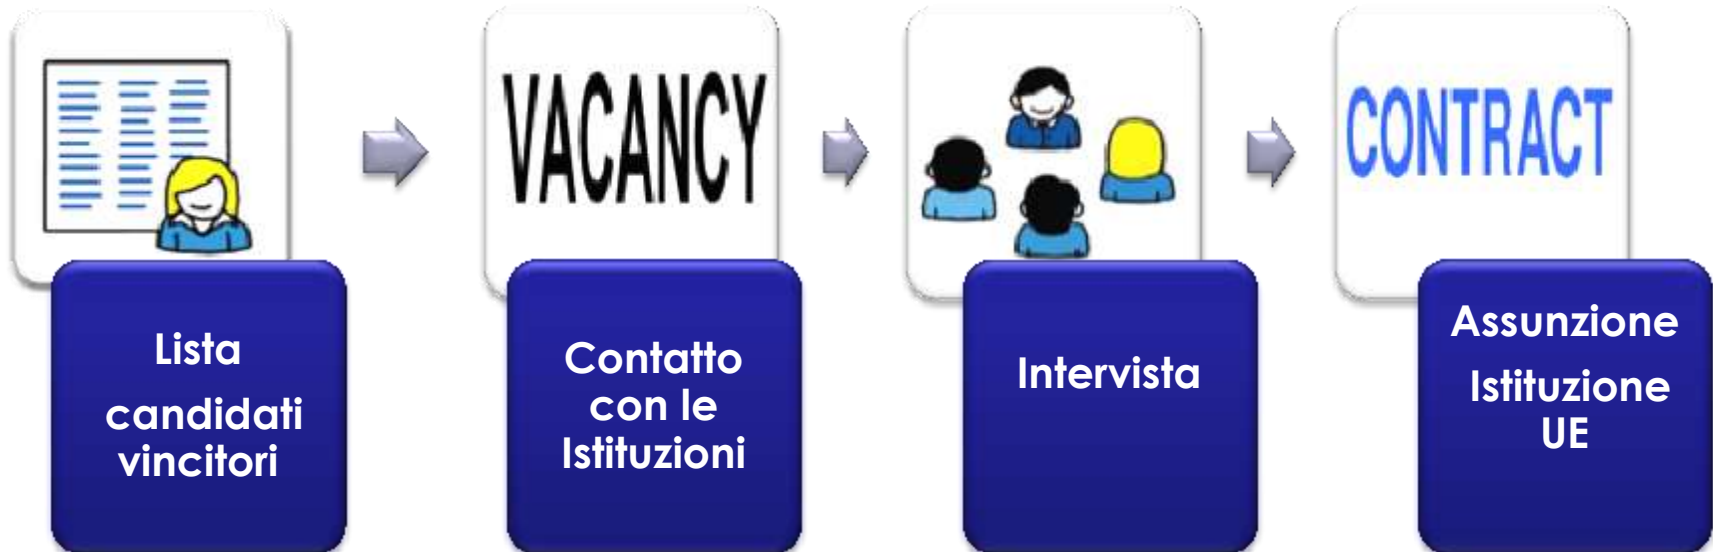 VACANCY
CONTRACT
Lista
candidati
vincitori
Contatto
con le
Istituzioni
Intervista
Assunzione
Istituzione
UE